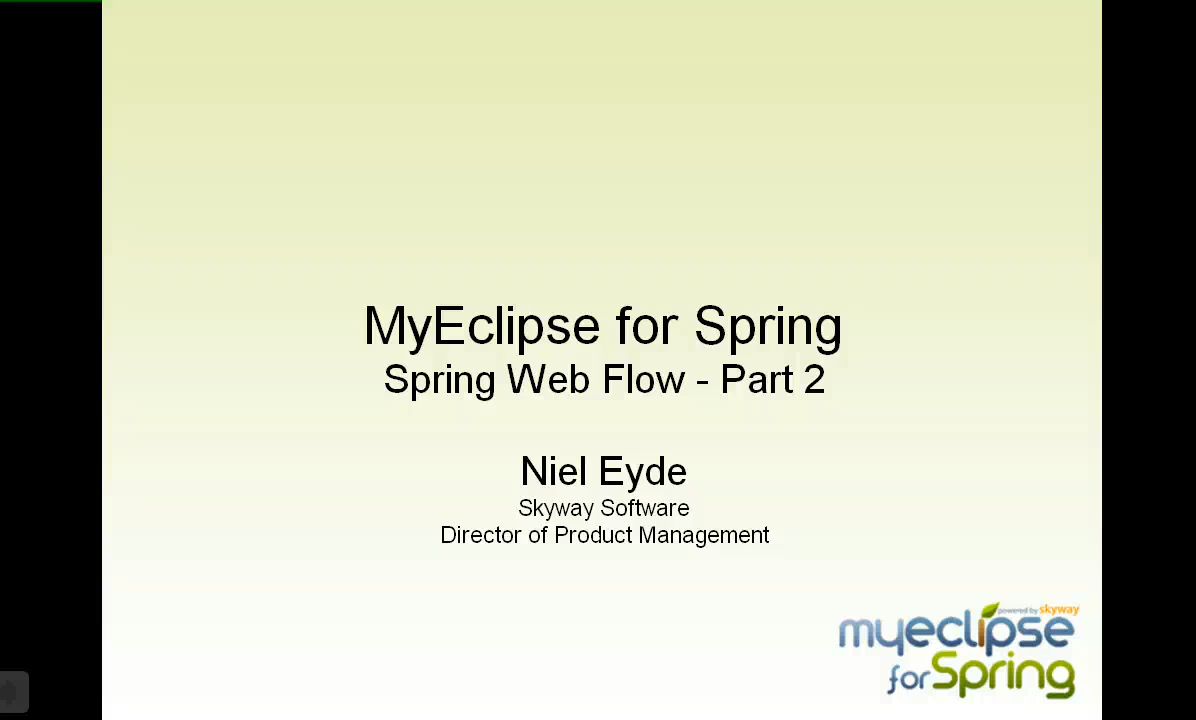 MyEclipse for Spring
Spring Web Flow - Part 2
Niel Eyde
Skyway Software
Director of Product Management
powered by skyway
myeclipse
for Spring